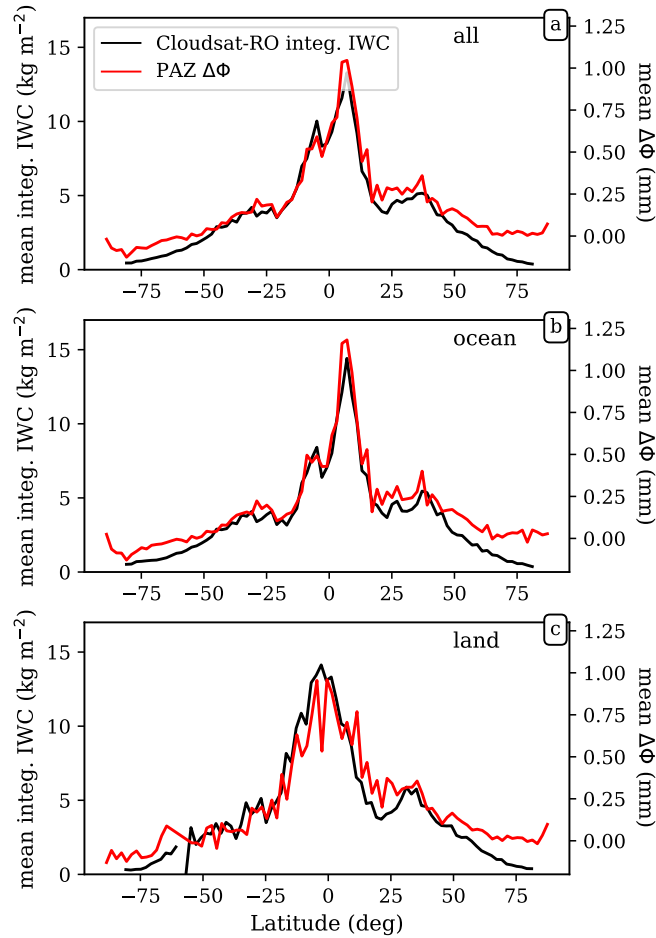 a
all
Cloudsat-RO integ. IWC
PAZ ΔΦ
mean integ. IWC (kg m⁻²)
15
10
5
0
1.25
1.00
0.75
0.50
0.25
0.00
mean ΔΦ (mm)
−75 −50 −25 0 25 50 75
b
ocean
mean integ. IWC (kg m⁻²)
15
10
5
0
1.25
1.00
0.75
0.50
0.25
0.00
mean ΔΦ (mm)
−75 −50 −25 0 25 50 75
c
land
mean integ. IWC (kg m⁻²)
15
10
5
0
1.25
1.00
0.75
0.50
0.25
0.00
mean ΔΦ (mm)
−75 −50 −25 0 25 50 75
Latitude (deg)